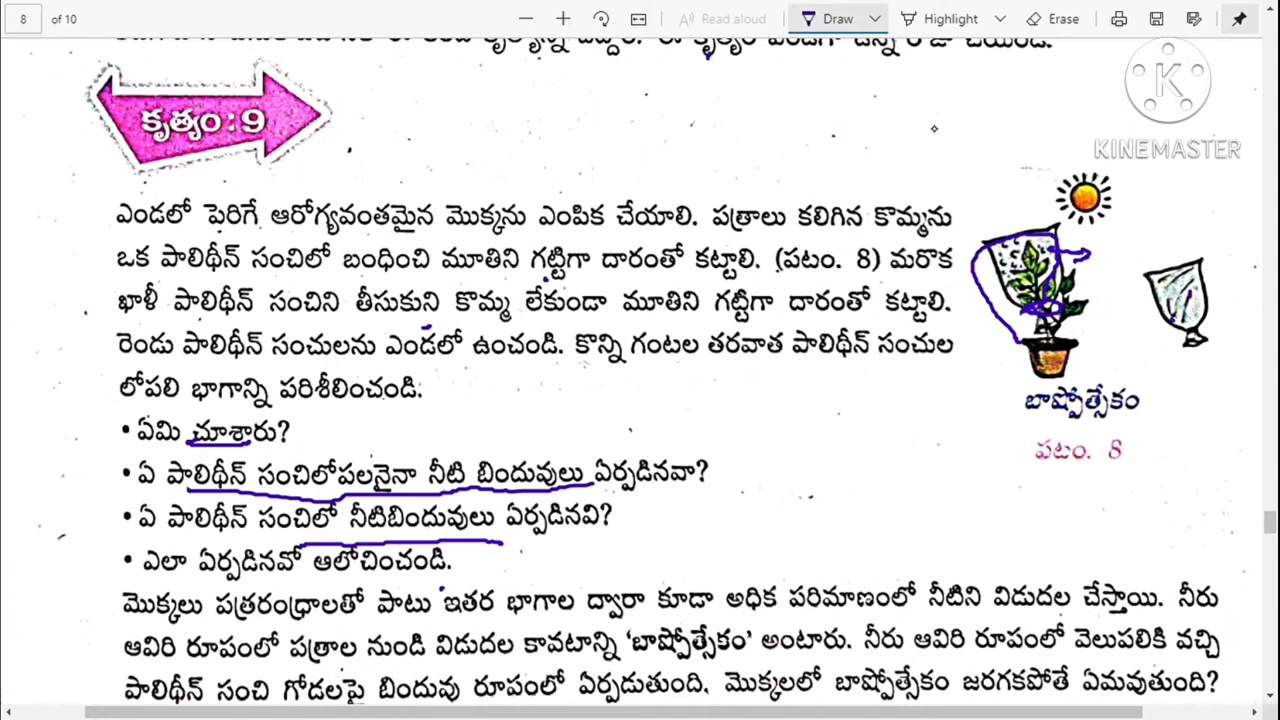 8 of 10
Read aloud
Draw
Highlight
Erase
K
KINEMASTER
కృత్యం : 9
ఎండలో పెరిగే ఆరోగ్యవంతమైన మొక్కను ఎంపిక చేయాలి. పత్రాలు కలిగిన కొమ్మను
ఒక పాలిథీన్ సంచిలో బంధించి మూతిని గట్టిగా దారంతో కట్టాలి. (పటం. 8) మరొక
ఖాళీ పాలిథీన్ సంచిని తీసుకుని కొమ్మ లేకుండా మూతిని గట్టిగా దారంతో కట్టాలి.
రెండు పాలిథీన్ సంచులను ఎండలో ఉంచండి. కొన్ని గంటల తరవాత పాలిథీన్ సంచుల
లోపలి భాగాన్ని పరిశీలించండి.
• ఏమి చూశారు?
• ఏ పాలిథీన్ సంచిలోపలనైనా నీటి బిందువులు ఏర్పడినవా?
• ఏ పాలిథీన్ సంచిలో నీటిబిందువులు ఏర్పడినవి?
• ఎలా ఏర్పడినవో ఆలోచించండి.
బాష్పోత్సేకం
పటం. 8
మొక్కలు పత్రరంధ్రాలతో పాటు ఇతర భాగాల ద్వారా కూడా అధిక పరిమాణంలో నీటిని విడుదల చేస్తాయి. నీరు
ఆవిరి రూపంలో పత్రాల నుండి విడుదల కావటాన్ని 'బాష్పోత్సేకం' అంటారు. నీరు ఆవిరి రూపంలో వెలుపలికి వచ్చి
పాలిథీన్ సంచి గోడలపై బిందువు రూపంలో ఏర్పడుతుంది. మొక్కలలో బాష్పోత్సేకం జరగకపోతే ఏమవుతుంది?